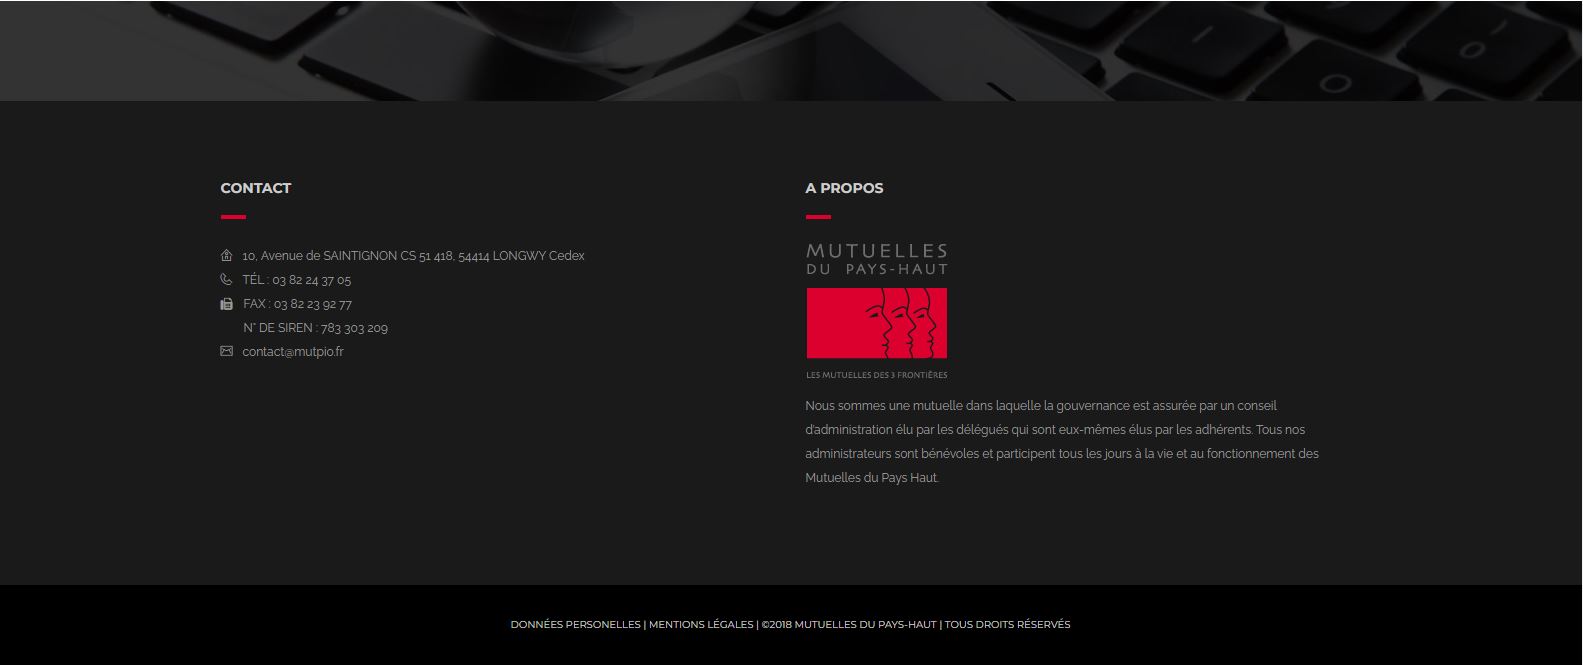 CONTACT
10, Avenue de SAINTIGNON CS 51 418, 54414 LONGWY Cedex
TÉL : 03 82 24 37 05
FAX : 03 82 23 92 77
N° DE SIREN : 783 303 209
contact@mutpio.fr
A PROPOS
MUTUELLES
DU PAYS-HAUT
LES MUTUELLES DES 3 FRONTIÈRES
Nous sommes une mutuelle dans laquelle la gouvernance est assurée par un conseil
d'administration élu par les délégués qui sont eux-mêmes élus par les adhérents. Tous nos
administrateurs sont bénévoles et participent tous les jours à la vie et au fonctionnement des
Mutuelles du Pays Haut.
DONNÉES PERSONELLES | MENTIONS LÉGALES | ©2018 MUTUELLES DU PAYS-HAUT | TOUS DROITS RÉSERVÉS